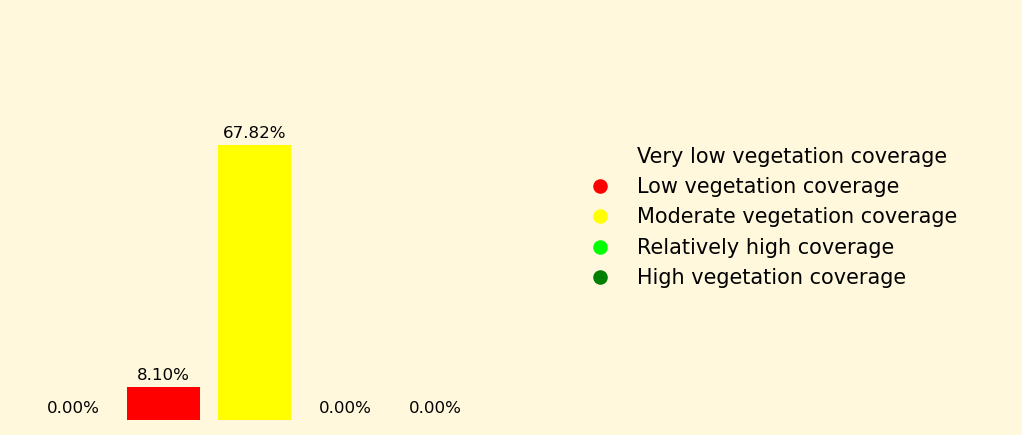 67.82%
8.10%
0.00%
0.00%
0.00%
Very low vegetation coverage
Low vegetation coverage
Moderate vegetation coverage
Relatively high coverage
High vegetation coverage